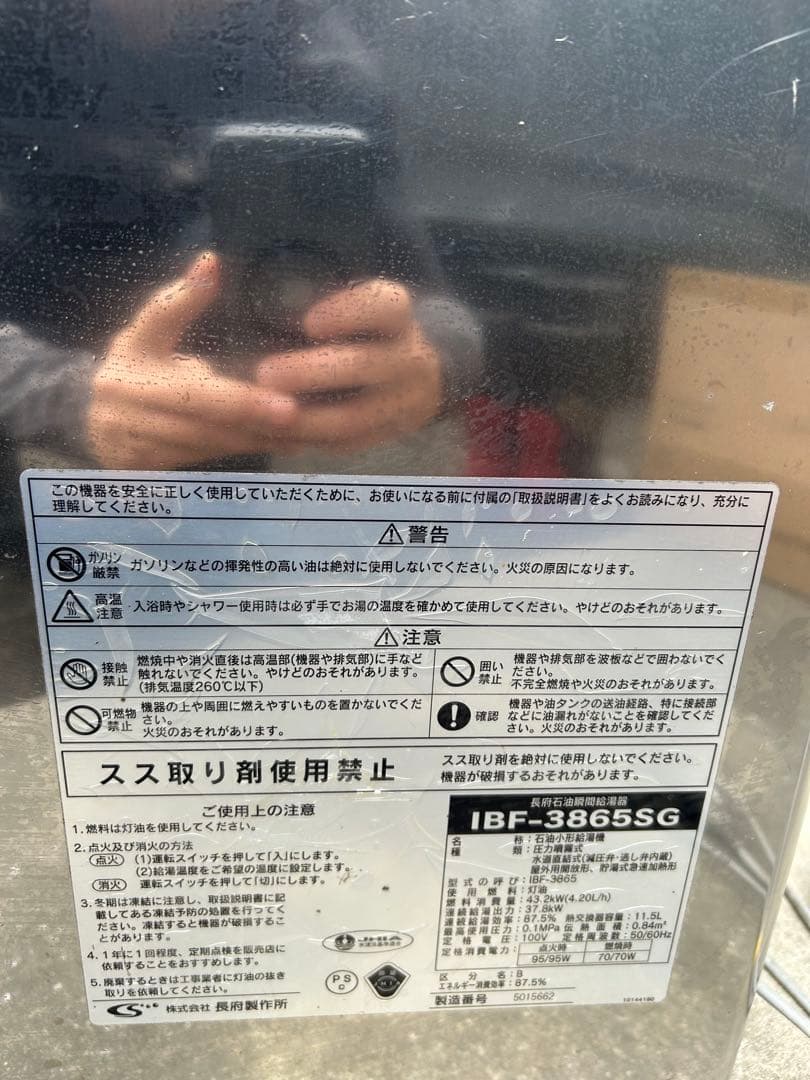 この機器を安全に正しく使用していただくために、お使いになる前に付属の「取扱説明書」をよくお読みになり、充分に
理解してください。
警告
ガソリン
厳禁
ガソリンなどの揮発性の高い油は絶対に使用しないでください。火災の原因になります。
高温
注意
入浴時やシャワー使用時は必ず手でお湯の温度を確かめて使用してください。やけどのおそれがあります。
注意
接触
禁止
燃焼中や消火直後は高温部(機器や排気部)に手など
触れないでください。やけどのおそれがあります。
(排気温度260℃以下)
囲い
禁止
機器や排気部を波板などで囲わないでく
ださい。
不完全燃焼や火災のおそれがあります。
可燃物
禁止
機器の上や周囲に燃えやすいものを置かないでくだ
さい。
火災のおそれがあります。
確認
機器や油タンクの送油経路、特に接続部
などに油漏れがないことを確認してくだ
さい。火災のおそれがあります。
スス取り剤使用禁止
スス取り剤を絶対に使用しないでください。
機器が破損するおそれがあります。
ご使用上の注意
1.燃料は灯油を使用してください。
2.点火及び消火の方法
点火 (1)運転スイッチを押して「入」にします。
(2)給湯温度をご希望の温度に設定します。
消火 運転スイッチを押して「切」にします。
3.冬期は凍結に注意し、取扱説明書に記
載してある凍結予防の処置を行ってく
ださい。凍結すると機器が破損するこ
とがあります。
4.1年に1回程度、定期点検を販売店に
依頼することをおすすめします。
5.廃棄するときは工事業者に灯油の抜き
取りを依頼してください。
JHIA
PS
C
株式会社 長府製作所
長府石油瞬間給湯器
IBF-3865SG
名 称:石油小形給湯機
種 類:圧力噴霧式
水道直結式(減圧弁・逃し弁内蔵)
屋外用開放形、貯湯式急速加熱形
型式の呼び:IBF-3865
使用燃料:灯油
燃料消費量:43.2kW(4.20L/h)
連続給湯出力:37.8kW
連続給湯効率:87.5% 熱交換器容量:11.5L
最高使用圧力:0.1MPa 伝熱面積:0.84m²
定格電圧:100V 定格周波数:50/60Hz
定格消費電力: 点火時 燃焼時
95/95W 70/70W
区分名:B
エネルギー消費効率:87.5%
製造番号 5015662
10144190